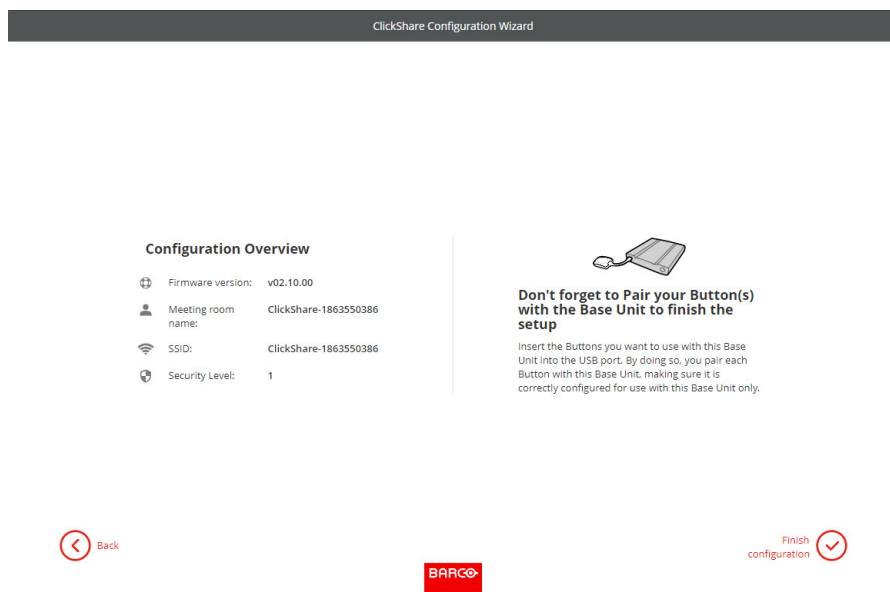 ClickShare Configuration Wizard
Configuration Overview
Firmware version: v02.10.00
Meeting room name: ClickShare-1863550386
SSID: ClickShare-1863550386
Security Level: 1
Don't forget to Pair your Button(s)
with the Base Unit to finish the
setup
Insert the Buttons you want to use with this Base
Unit into the USB port. By doing so, you pair each
Button with this Base Unit, making sure it is
correctly configured for use with this Base Unit only.
Back
Finish
configuration
BARCO